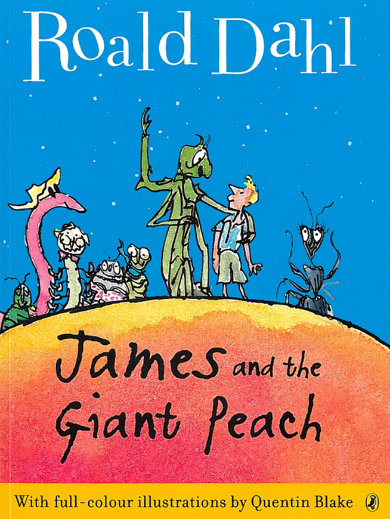 Roald Dahl
James and the
Giant Peach
With full-colour illustrations by Quentin Blake